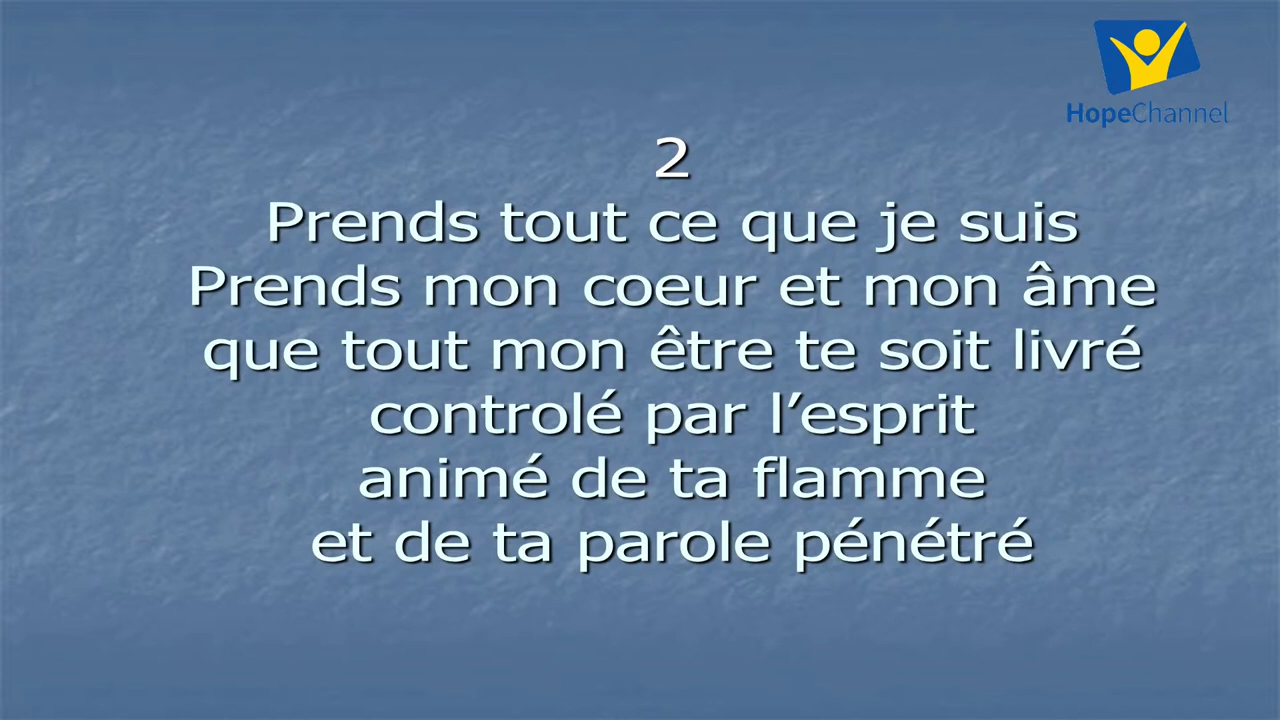 HopeChannel
2
Prends tout ce que je suis
Prends mon coeur et mon âme
que tout mon être te soit livré
controlé par l’esprit
animé de ta flamme
et de ta parole pénétré